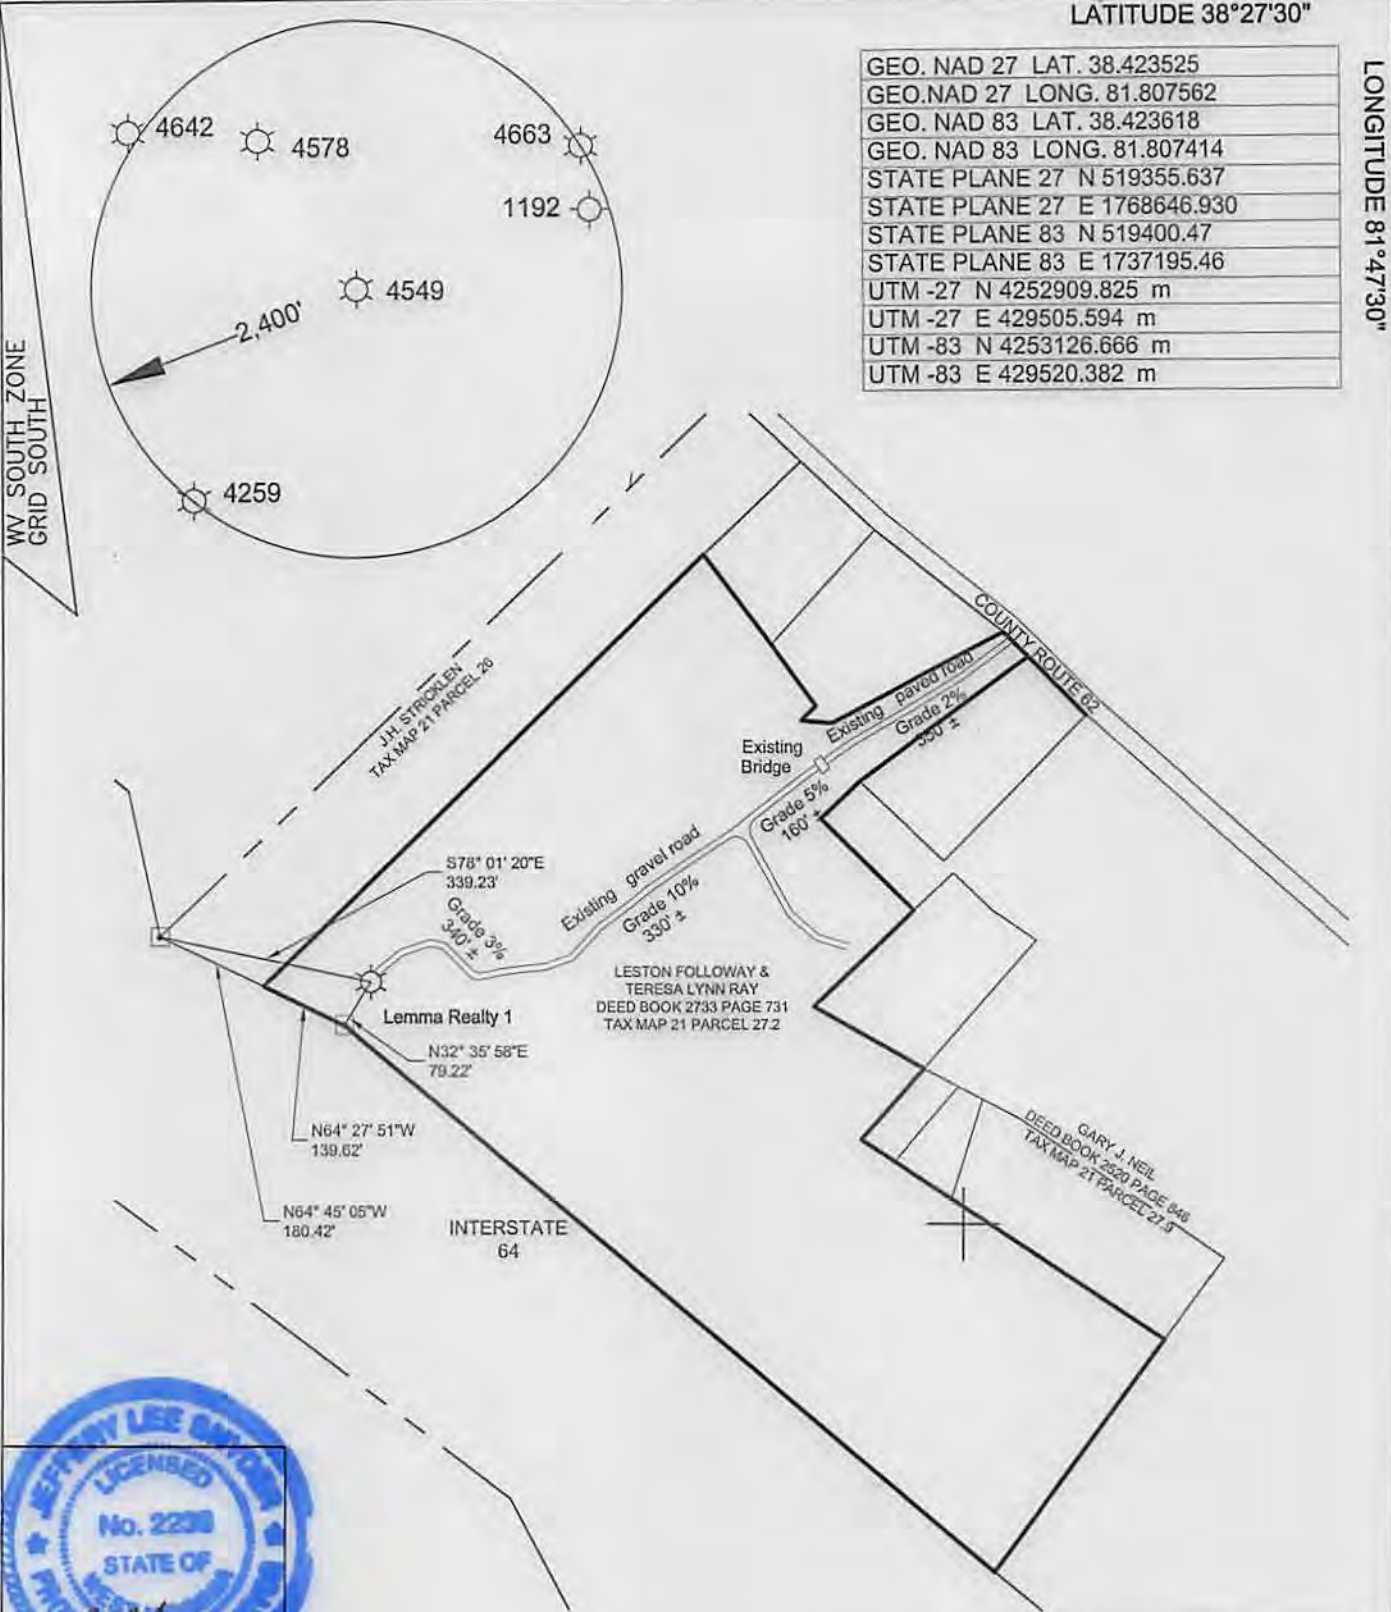 LATITUDE 38°27'30"
LONGITUDE 81°47'30"
GEO. NAD 27 LAT. 38.423525
GEO.NAD 27 LONG. 81.807562
GEO. NAD 83 LAT. 38.423618
GEO. NAD 83 LONG. 81.807414
STATE PLANE 27 N 519355.637
STATE PLANE 27 E 1768646.930
STATE PLANE 83 N 519400.47
STATE PLANE 83 E 1737195.46
UTM -27 N 4252909.825 m
UTM -27 E 429505.594 m
UTM -83 N 4253126.666 m
UTM -83 E 429520.382 m
4642
4578
4663
1192
4549
2,400'
4259
WV SOUTH ZONE
GRID SOUTH
J.H. STRICKLEN
TAX MAP 21 PARCEL 26
COUNTY ROUTE 62
Existing paved road
Grade 2%
350' ±
Existing
Bridge
Grade 5%
160' ±
Existing gravel road
Grade 10%
330' ±
Grade 3%
340' ±
S78° 01' 20"E
339.23'
LESTON FOLLOWAY &
TERESA LYNN RAY
DEED BOOK 2733 PAGE 731
TAX MAP 21 PARCEL 27.2
Lemma Realty 1
N32° 35' 58"E
79.22'
N64° 27' 51"W
139.62'
N64° 45' 05"W
180.42'
INTERSTATE
64
GARY J. NEIL
DEED BOOK 2520 PAGE 846
TAX MAP 21 PARCEL 27.9
JEFFERY LEE SNYDER
LICENSED
No.
STATE OF